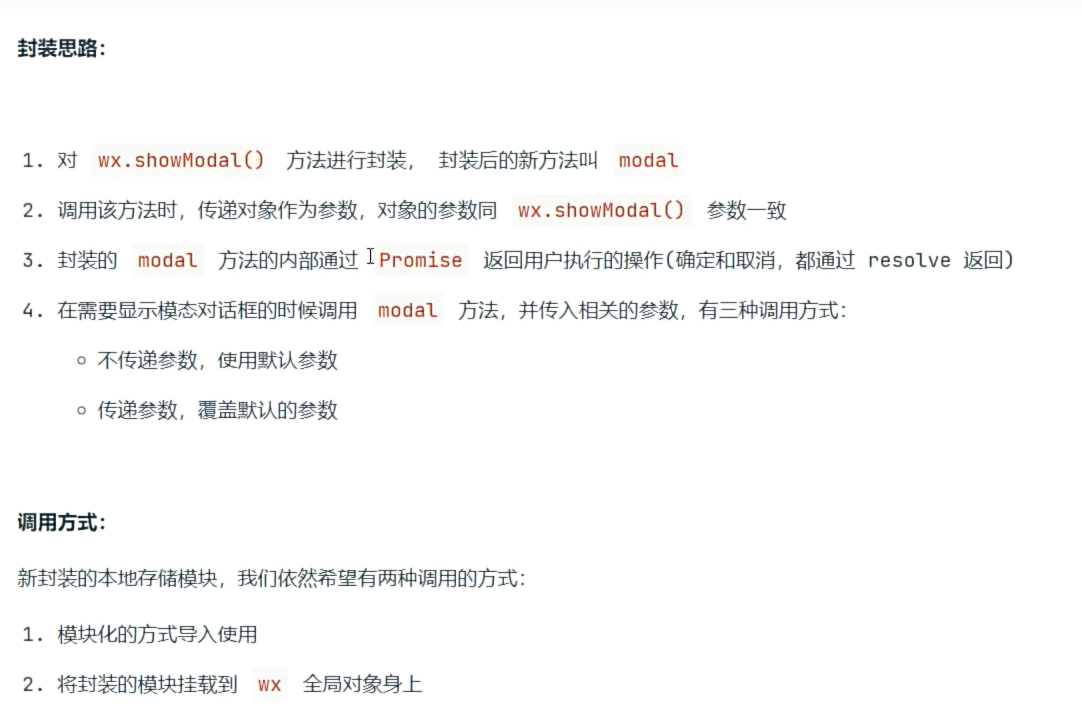 封装思路：
1. 对 wx.showModal() 方法进行封装， 封装后的新方法叫 modal
2. 调用该方法时，传递对象作为参数，对象的参数同 wx.showModal() 参数一致
3. 封装的 modal 方法的内部通过 Promise 返回用户执行的操作(确定和取消，都通过 resolve 返回)
4. 在需要显示模态对话框的时候调用 modal 方法，并传入相关的参数，有三种调用方式：
○ 不传递参数，使用默认参数
○ 传递参数，覆盖默认的参数
调用方式：
新封装的本地存储模块，我们依然希望有两种调用的方式：
1. 模块化的方式导入使用
2. 将封装的模块挂载到 wx 全局对象身上